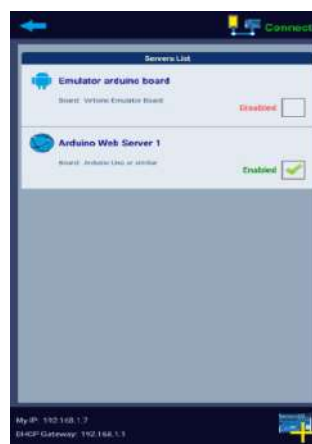 Connect
Servers List
Emulator arduino board
Board: Virtuino Emulator Board
Disabled
Arduino Web Server 1
Board: Arduino Uno or similar
Enabled
My IP: 192.168.1.7
DHCP Gateway: 192.168.1.1